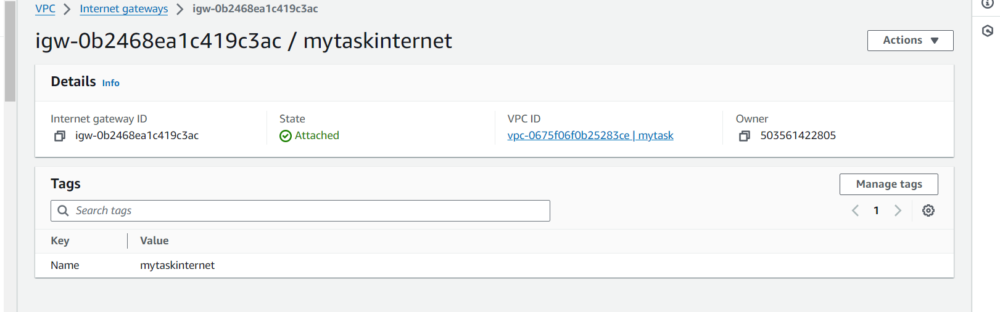 VPC > Internet gateways > igw-0b2468ea1c419c3ac
igw-0b2468ea1c419c3ac / mytaskinternet
Actions
Details Info
Internet gateway ID
igw-0b2468ea1c419c3ac
State
Attached
VPC ID
vpc-0675f06f0b25283ce | mytask
Owner
503561422805
Tags
Manage tags
Search tags
1
Key Value
Name mytaskinternet